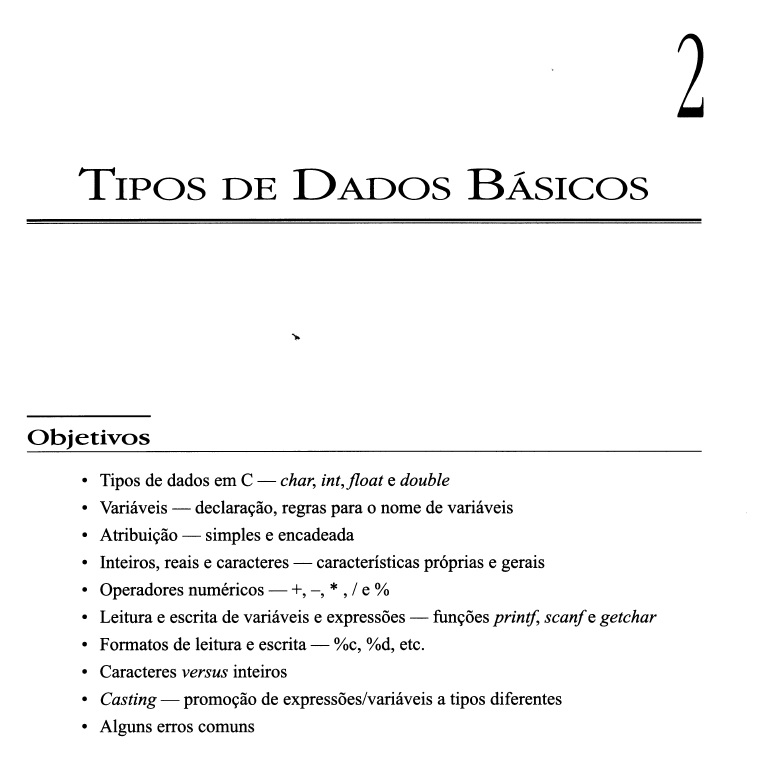 2
TIPOS DE DADOS BÁSICOS
Objetivos
• Tipos de dados em C — char, int, float e double
• Variáveis — declaração, regras para o nome de variáveis
• Atribuição — simples e encadeada
• Inteiros, reais e caracteres — características próprias e gerais
• Operadores numéricos — +, –, * , / e %
• Leitura e escrita de variáveis e expressões — funções printf, scanf e getchar
• Formatos de leitura e escrita — %c, %d, etc.
• Caracteres versus inteiros
• Casting — promoção de expressões/variáveis a tipos diferentes
• Alguns erros comuns